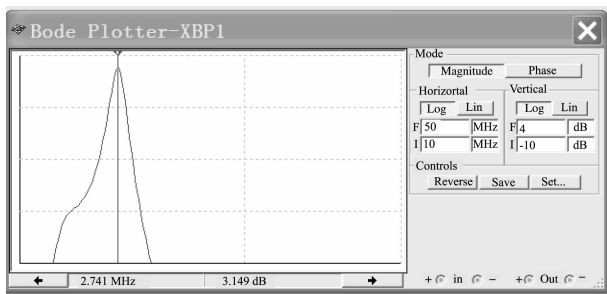 Bode Plotter-XBP1
Mode
Magnitude Phase
Horizortal Vertical
Log Lin Log Lin
F 50 MHz F 4 dB
I 10 MHz I -10 dB
Controls
Reverse Save Set...
2.741 MHz 3.149 dB
+ in - + Out -